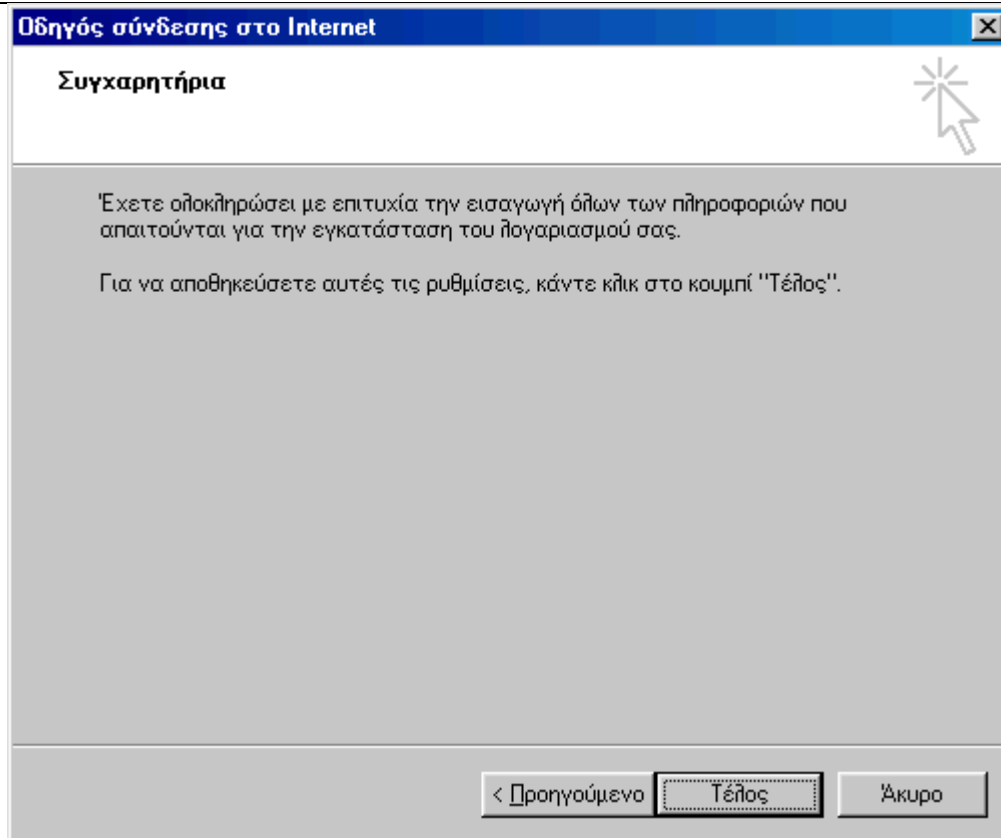 Οδηγός σύνδεσης στο Internet
Συγχαρητήρια
Έχετε ολοκληρώσει με επιτυχία την εισαγωγή όλων των πληροφοριών που
απαιτούνται για την εγκατάσταση του λογαριασμού σας.
Για να αποθηκεύσετε αυτές τις ρυθμίσεις, κάντε κλικ στο κουμπί "Τέλος".
< Προηγούμενο Τέλος Άκυρο